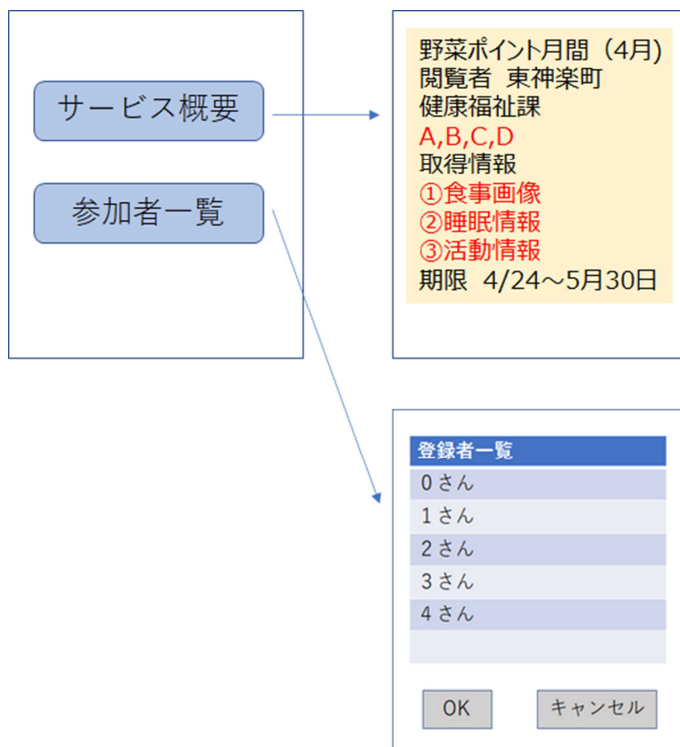 サービス概要
参加者一覧
野菜ポイント月間（4月)
閲覧者 東神楽町
健康福祉課
A,B,C,D
取得情報
①食事画像
②睡眠情報
③活動情報
期限 4/24～5月30日
登録者一覧
0さん
1さん
2さん
3さん
4さん
OK
キャンセル